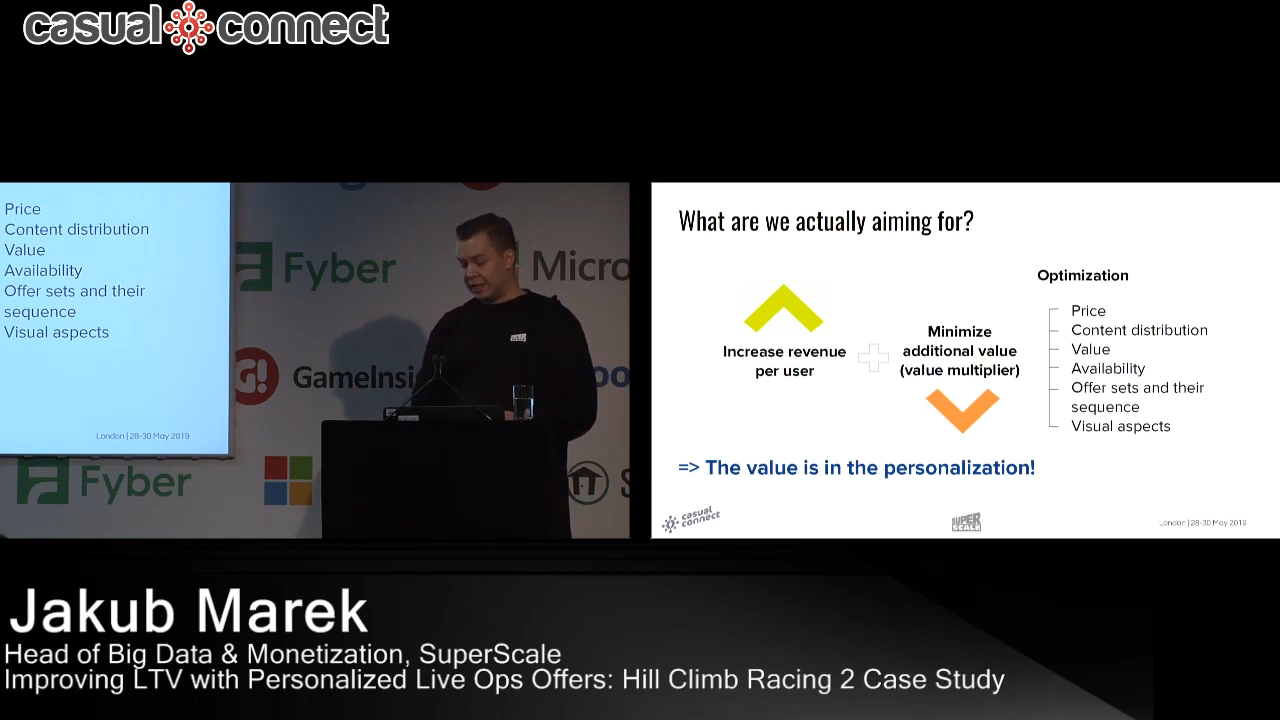 casual connect
Price
Content distribution
Value
Availability
Offer sets and their
sequence
Visual aspects
London | 28-30 May 2019
Fyber
Micro
GameInsi
Fyber
S
What are we actually aiming for?
Increase revenue
per user
Minimize
additional value
(value multiplier)
Optimization
Price
Content distribution
Value
Availability
Offer sets and their
sequence
Visual aspects
=> The value is in the personalization!
casual
connect
SUPER
SCALE
London | 28-30 May 2019
Jakub Marek
Head of Big Data & Monetization, SuperScale
Improving LTV with Personalized Live Ops Offers: Hill Climb Racing 2 Case Study